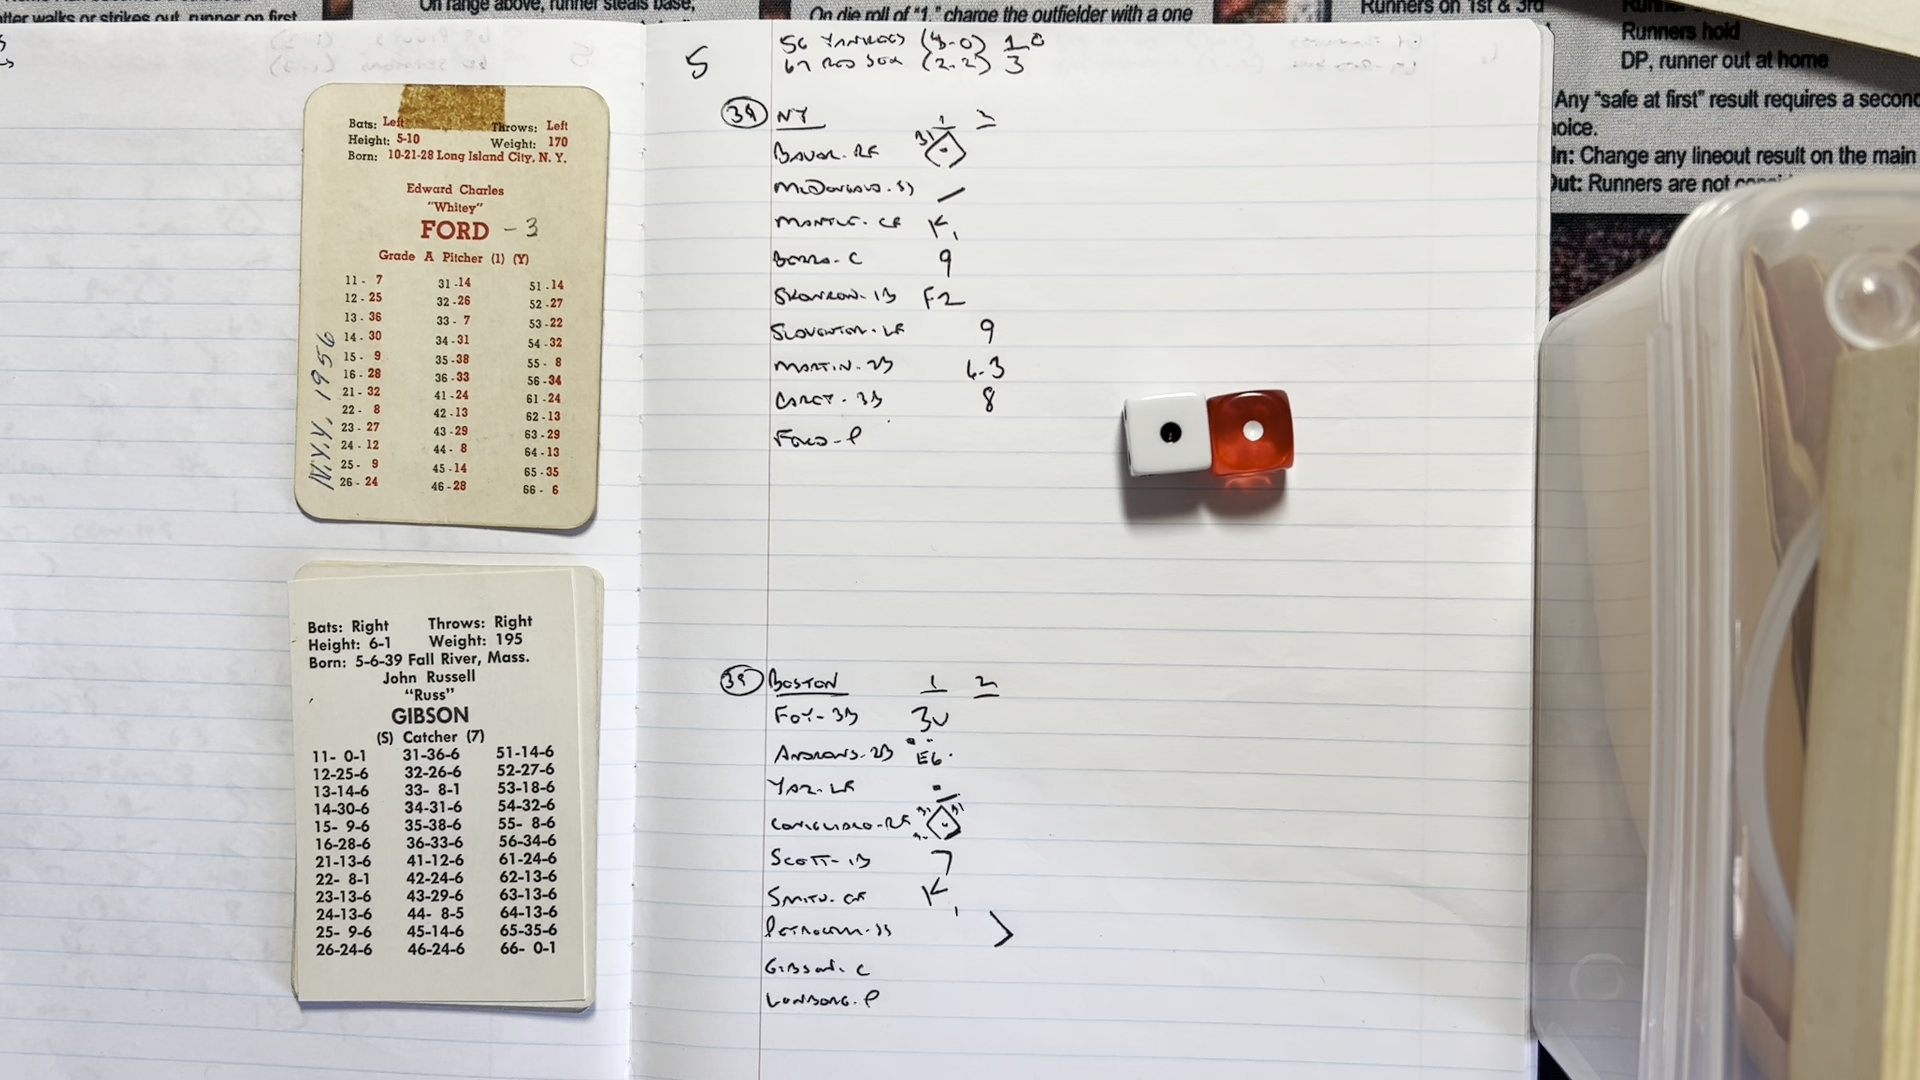 On range above, runner steals base,
On die roll of "1," charge the outfielder with a one
Runners on 1st & 3rd
Runners hold
DP, runner out at home
Any "safe at first" result requires a second
In: Change any lineout result on the main
Out: Runners are not
Bats: Left Throws: Left
Height: 5-10 Weight: 170
Born: 10-21-28 Long Island City, N. Y.
Edward Charles
"Whitey"
FORD - 3
Grade A Pitcher (1) (Y)
11- 7 31-14 51-14
12-25 32-26 52-27
13-36 33- 7 53-22
14-30 34-31 54-32
15- 9 35-38 55- 8
16-28 36-33 56-34
21-32 41-24 61-24
22- 8 42-13 62-13
23-27 43-29 63-29
24-12 44- 8 64-13
25- 9 45-14 65-35
26-24 46-28 66- 6
N.Y.Y. 1956
Bats: Right Throws: Right
Height: 6-1 Weight: 195
Born: 5-6-39 Fall River, Mass.
John Russell
"Russ"
GIBSON
(S) Catcher (7)
11- 0-1 31-36-6 51-14-6
12-25-6 32-26-6 52-27-6
13-14-6 33- 8-1 53-18-6
14-30-6 34-31-6 54-32-6
15- 9-6 35-38-6 55- 8-6
16-28-6 36-33-6 56-34-6
21-13-6 41-12-6 61-24-6
22- 8-1 42-24-6 62-13-6
23-13-6 43-29-6 63-13-6
24-13-6 44- 8-5 64-13-6
25- 9-6 45-14-6 65-35-6
26-24-6 46-24-6 66- 0-1
5
56 YANKEES (4-0) 10
67 RED SOX (2-2) 3
39 NY 1 2
BAUER-RF 31
McDOUGALD-SS
MANTLE-CF K
BERRA-C 9
SKOWRON-1B F2
SLAUGHTER-LF 9
MARTIN-2B 6-3
CAREY-3B 8
FORD-P
39 BOSTON 1 2
FOY-3B 3U
ANDREWS-2B E6
YAZ-LF
CONIGLIARO-RF
SCOTT-1B 7
SMITH-CF K
PETROCELLI-SS
GIBSON-C
LONBORG-P